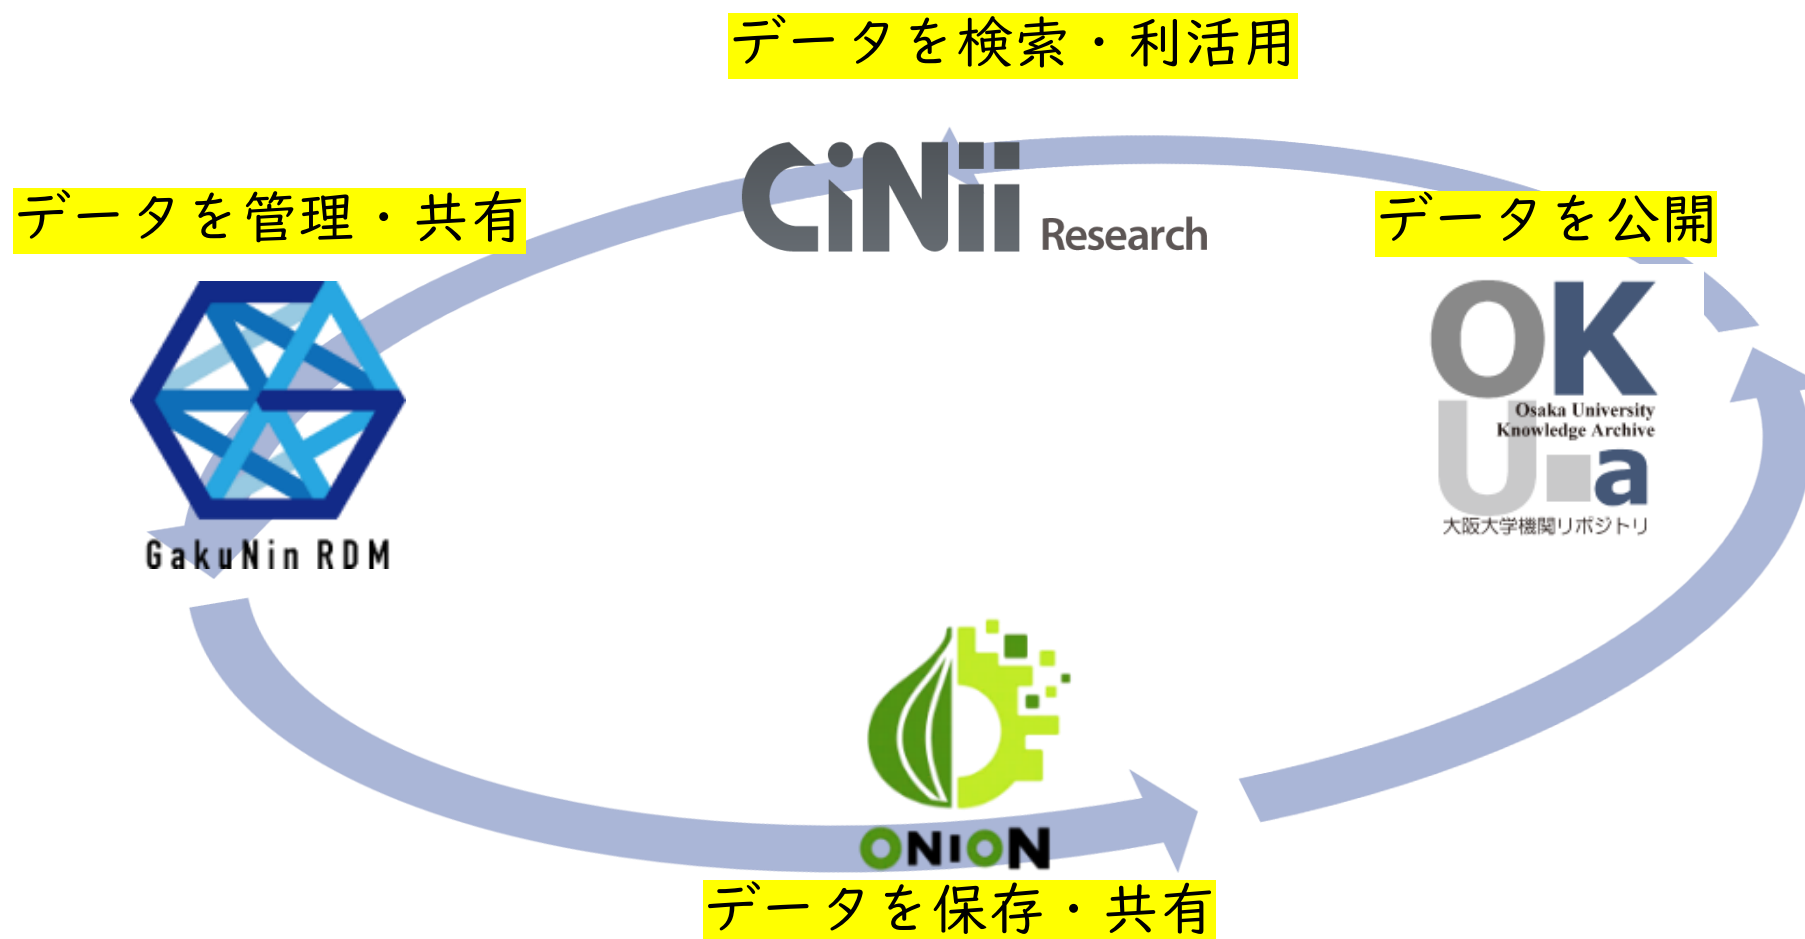 データを検索・利活用
CiNii Research
データを管理・共有
GakuNin RDM
データを公開
OUKa
Osaka University
Knowledge Archive
大阪大学機関リポジトリ
ONION
データを保存・共有